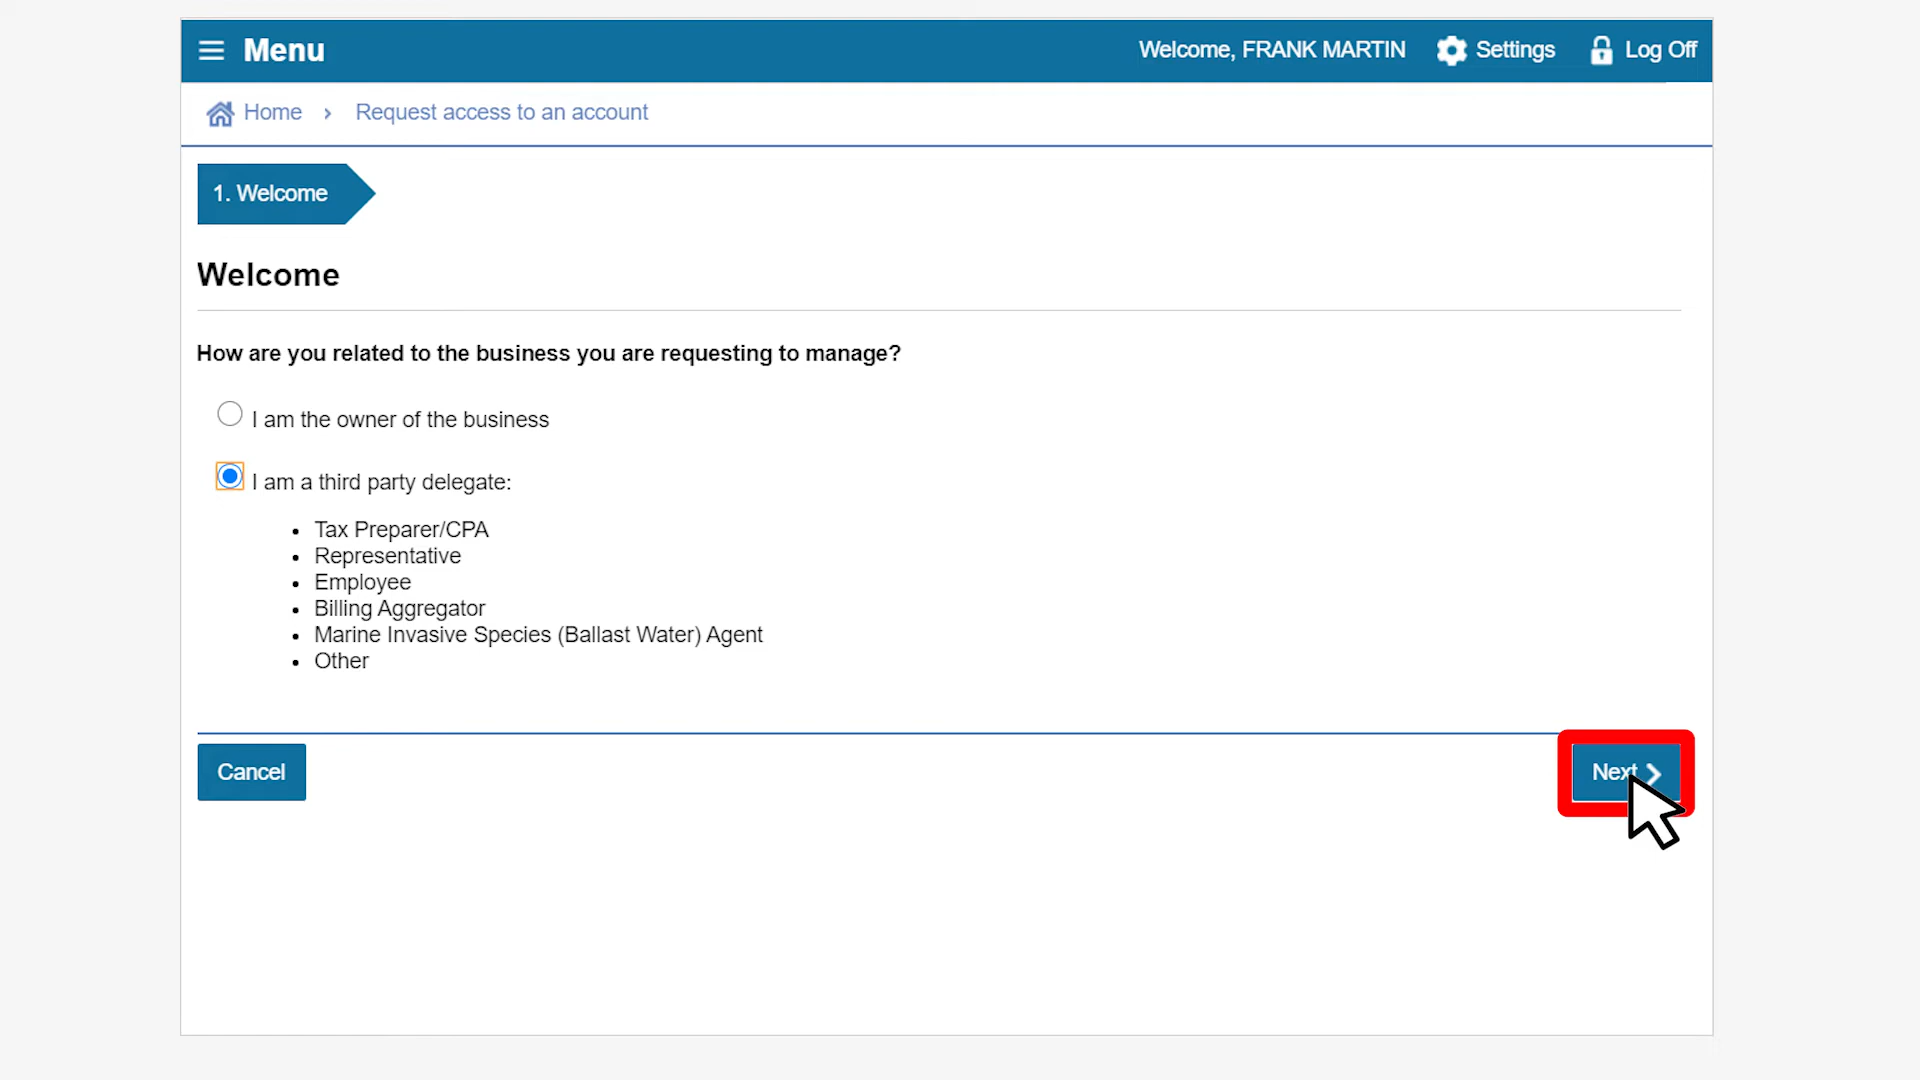 Menu
Welcome, FRANK MARTIN
Settings
Log Off
Home
Request access to an account
1. Welcome
Welcome
How are you related to the business you are requesting to manage?
I am the owner of the business
I am a third party delegate:
Tax Preparer/CPA
Representative
Employee
Billing Aggregator
Marine Invasive Species (Ballast Water) Agent
Other
Cancel
Next